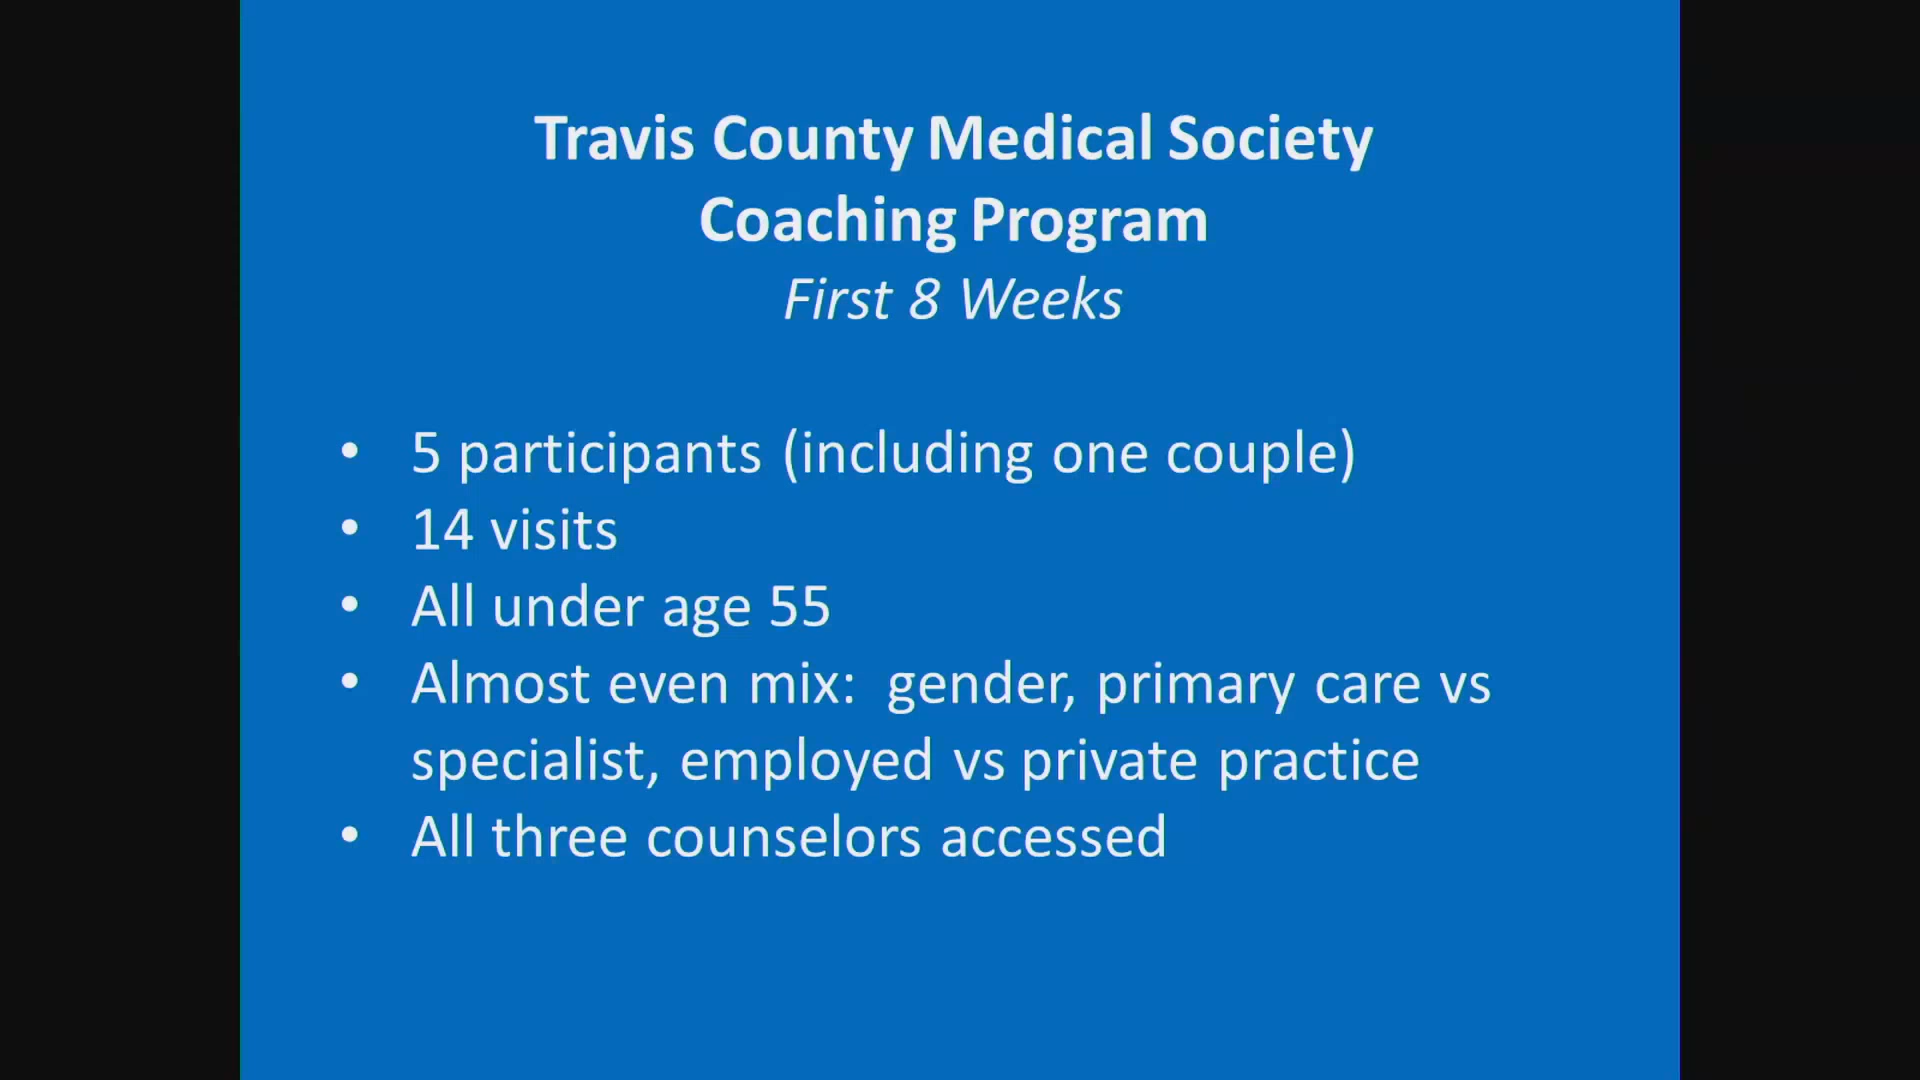 Travis County Medical Society
Coaching Program
First 8 Weeks
• 5 participants (including one couple)
• 14 visits
• All under age 55
• Almost even mix:  gender, primary care vs
specialist, employed vs private practice
• All three counselors accessed